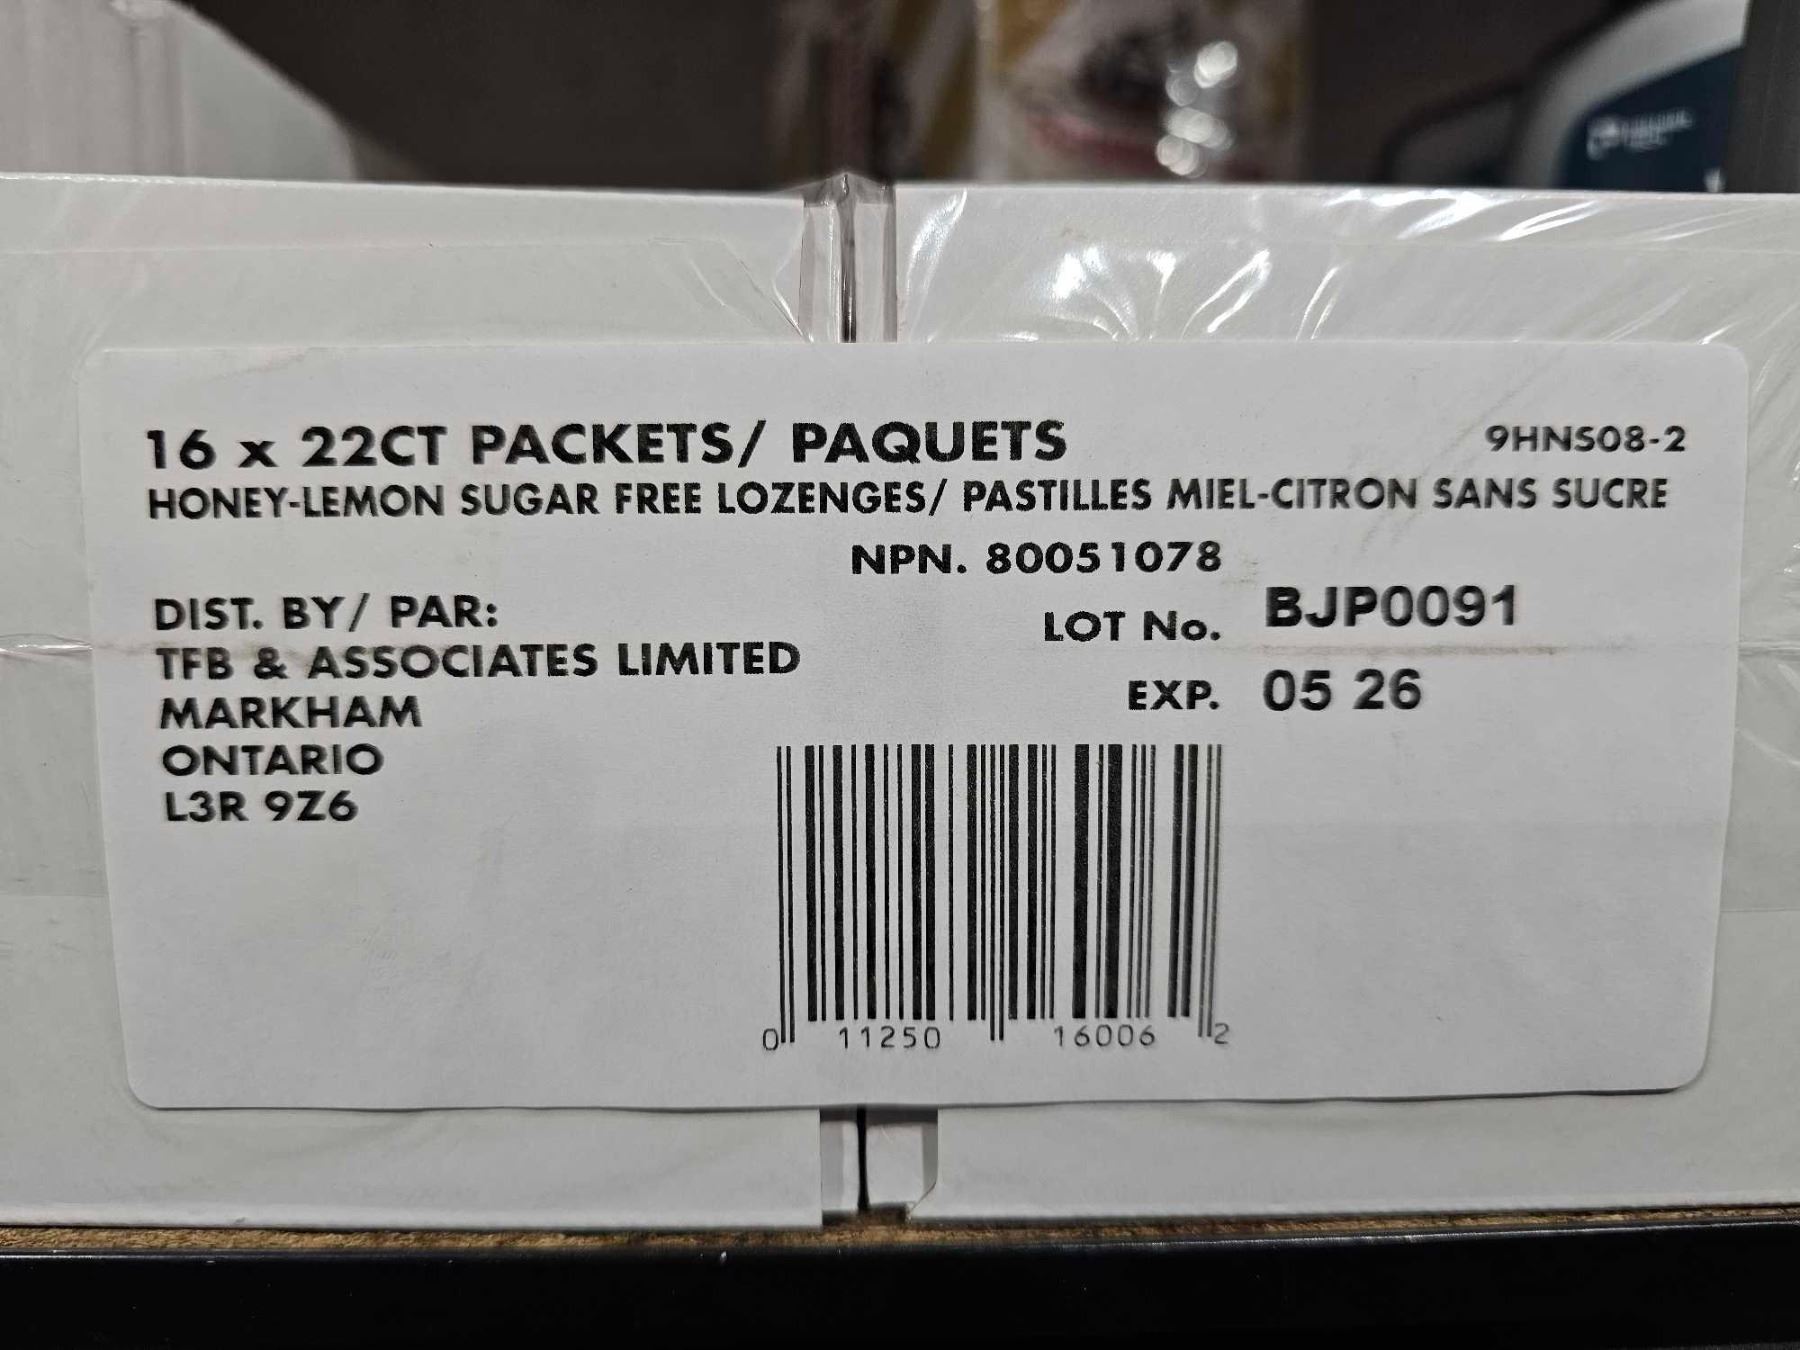 16 x 22CT PACKETS/ PAQUETS
9HNS08-2
HONEY-LEMON SUGAR FREE LOZENGES/ PASTILLES MIEL-CITRON SANS SUCRE
NPN. 80051078
DIST. BY/ PAR:
TFB & ASSOCIATES LIMITED
MARKHAM
ONTARIO
L3R 9Z6
LOT No. BJP0091
EXP. 05 26
0 11250 16006 2